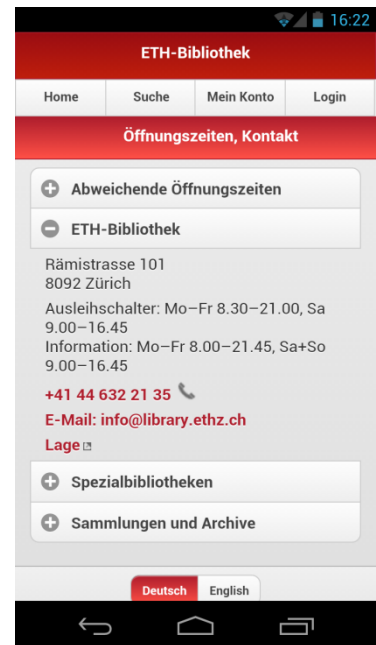 16:22
ETH-Bibliothek
Home Suche Mein Konto Login
Öffnungszeiten, Kontakt
Abweichende Öffnungszeiten
ETH-Bibliothek
Rämistrasse 101
8092 Zürich
Ausleihschalter: Mo–Fr 8.30–21.00, Sa
9.00–16.45
Information: Mo–Fr 8.00–21.45, Sa+So
9.00–16.45
+41 44 632 21 35
E-Mail: info@library.ethz.ch
Lage
Spezialbibliotheken
Sammlungen und Archive
Deutsch English